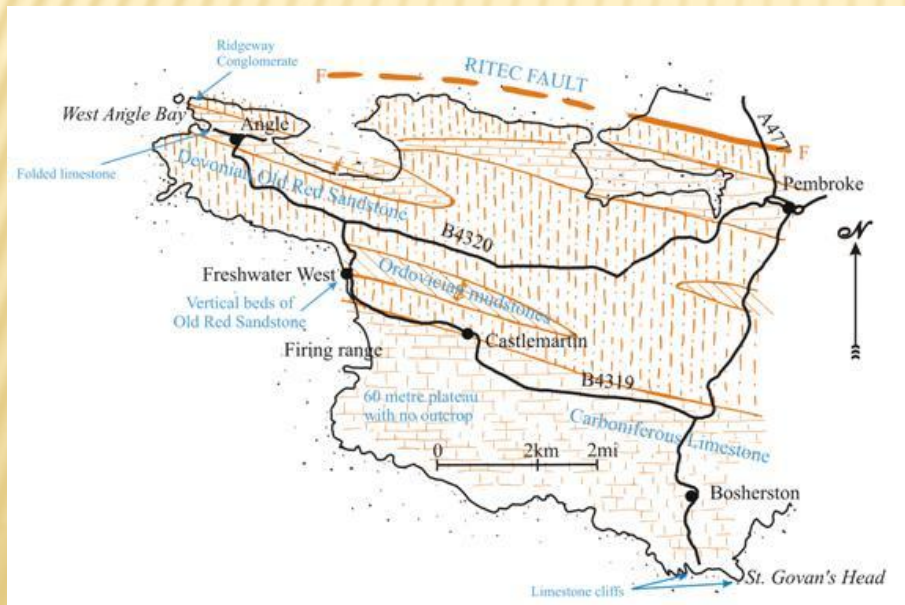 Ridgeway
Conglomerate
F
RITEC FAULT
West Angle Bay
Angle
A477
F
Folded limestone
Devonian Old Red Sandstone
Pembroke
N
B4320
Freshwater West
Ordovician mudstones
Vertical beds of
Old Red Sandstone
Castlemartin
Firing range
B4319
60 metre plateau
with no outcrop
Carboniferous Limestone
0 2km 2mi
Bosherston
St. Govan's Head
Limestone cliffs